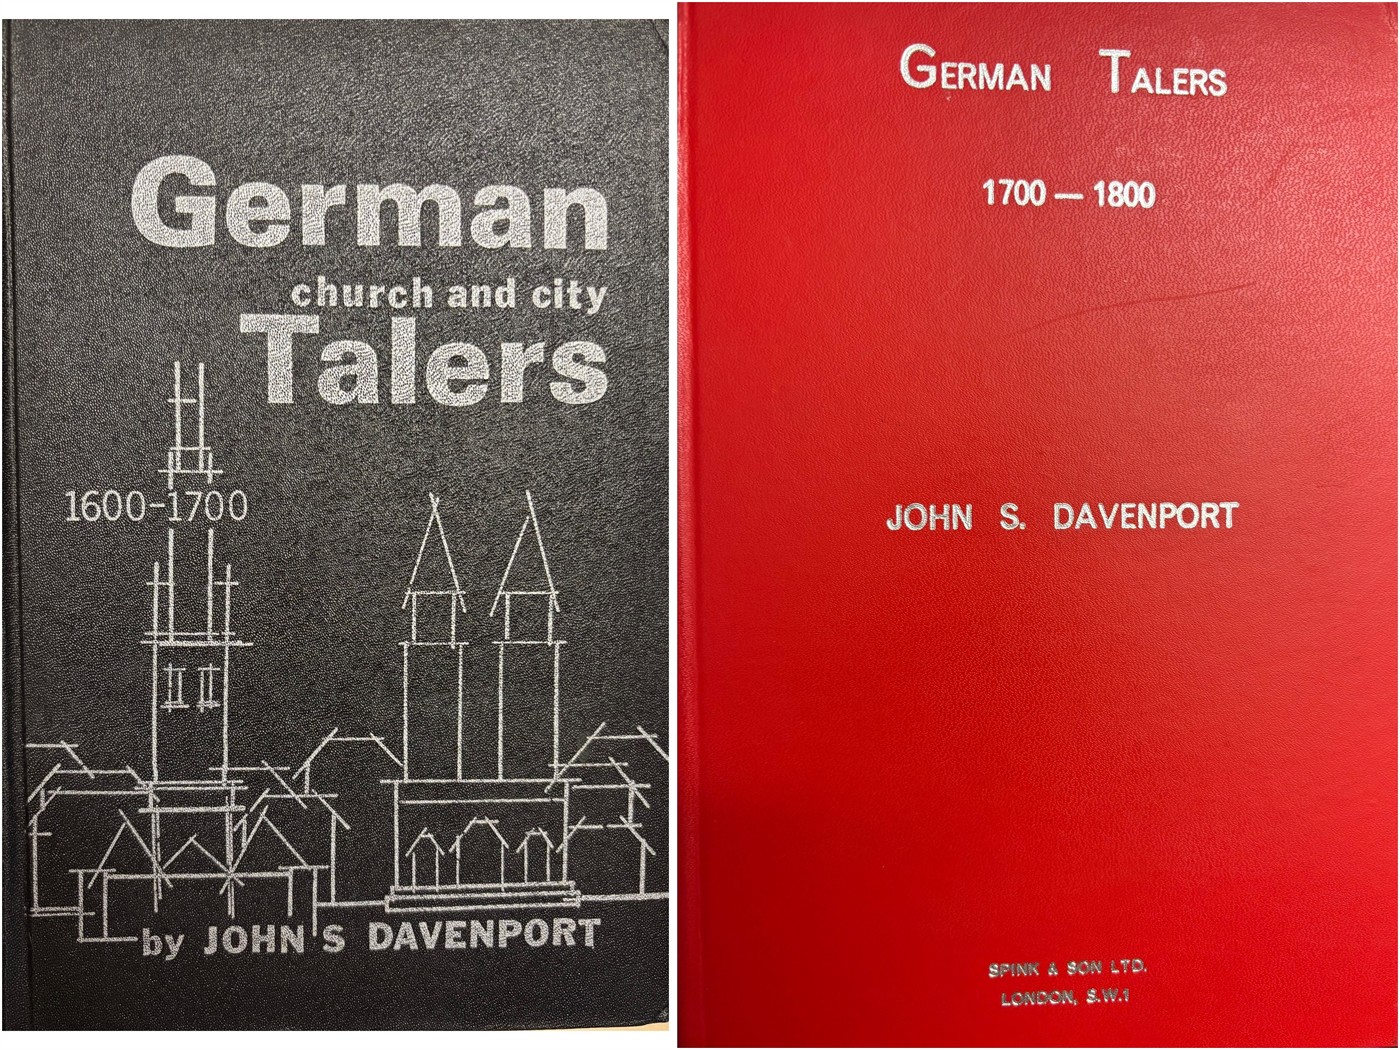 German
church and city
Talers
1600-1700
by JOHN S DAVENPORT
GERMAN TALERS
1700 — 1800
JOHN S. DAVENPORT
SPINK & SON LTD.
LONDON, S.W.1